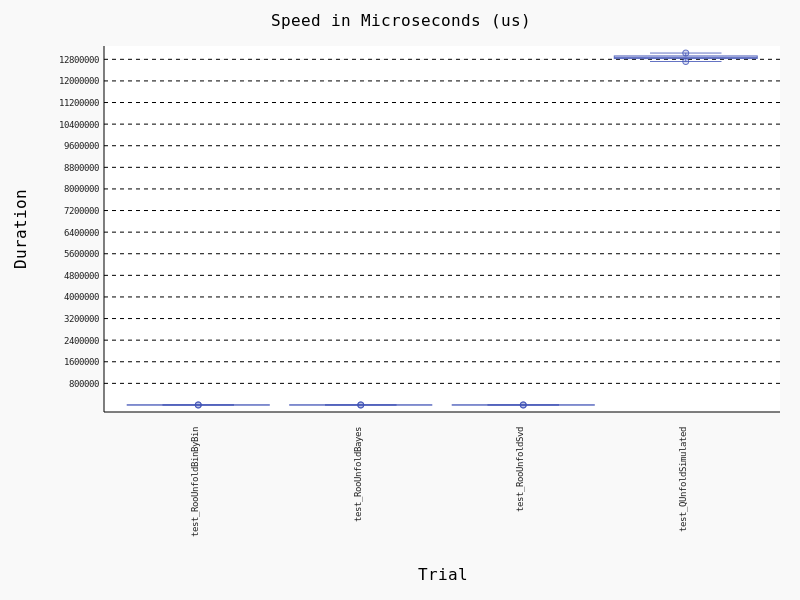 Speed in Microseconds (us)
12800000
12000000
11200000
10400000
9600000
8800000
8000000
7200000
6400000
5600000
4800000
4000000
3200000
2400000
1600000
800000
Duration
test_RooUnfoldBinByBin
test_RooUnfoldBayes
test_RooUnfoldSvd
test_QUnfoldSimulated
Trial